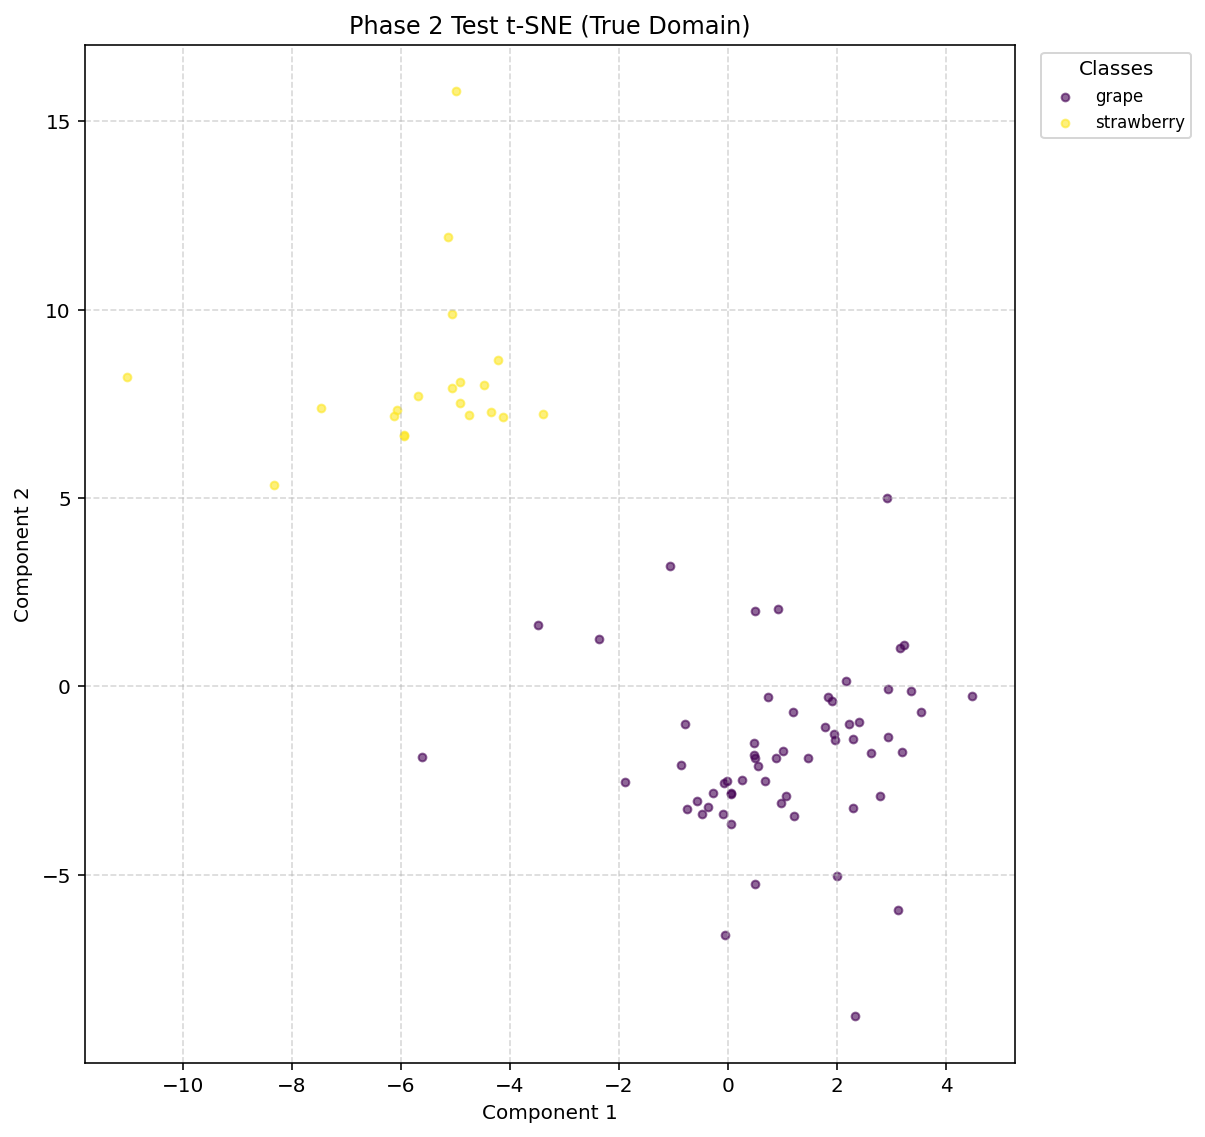 Phase 2 Test t-SNE (True Domain)
Classes
grape
strawberry
15
10
5
0
−5
Component 2
−10
−8
−6
−4
−2
0
2
4
Component 1